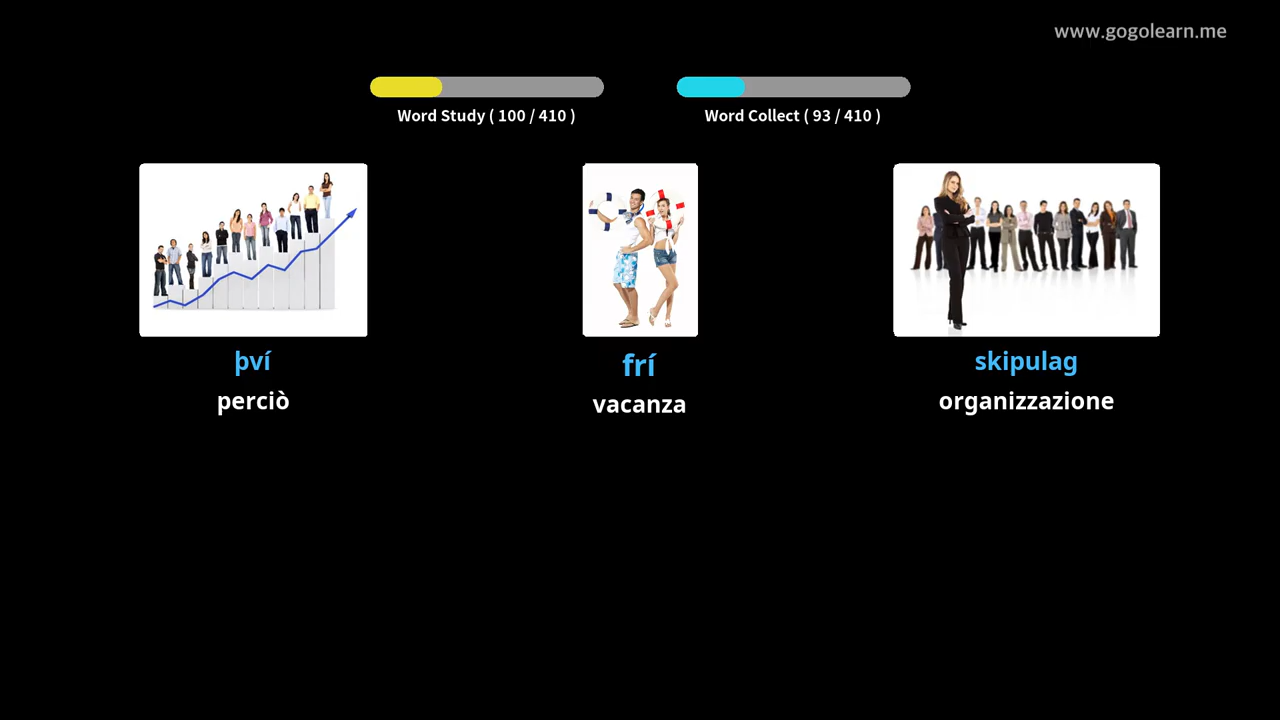 www.gogolearn.me
Word Study ( 100 / 410 )
Word Collect ( 93 / 410 )
því
perciò
frí
vacanza
skipulag
organizzazione